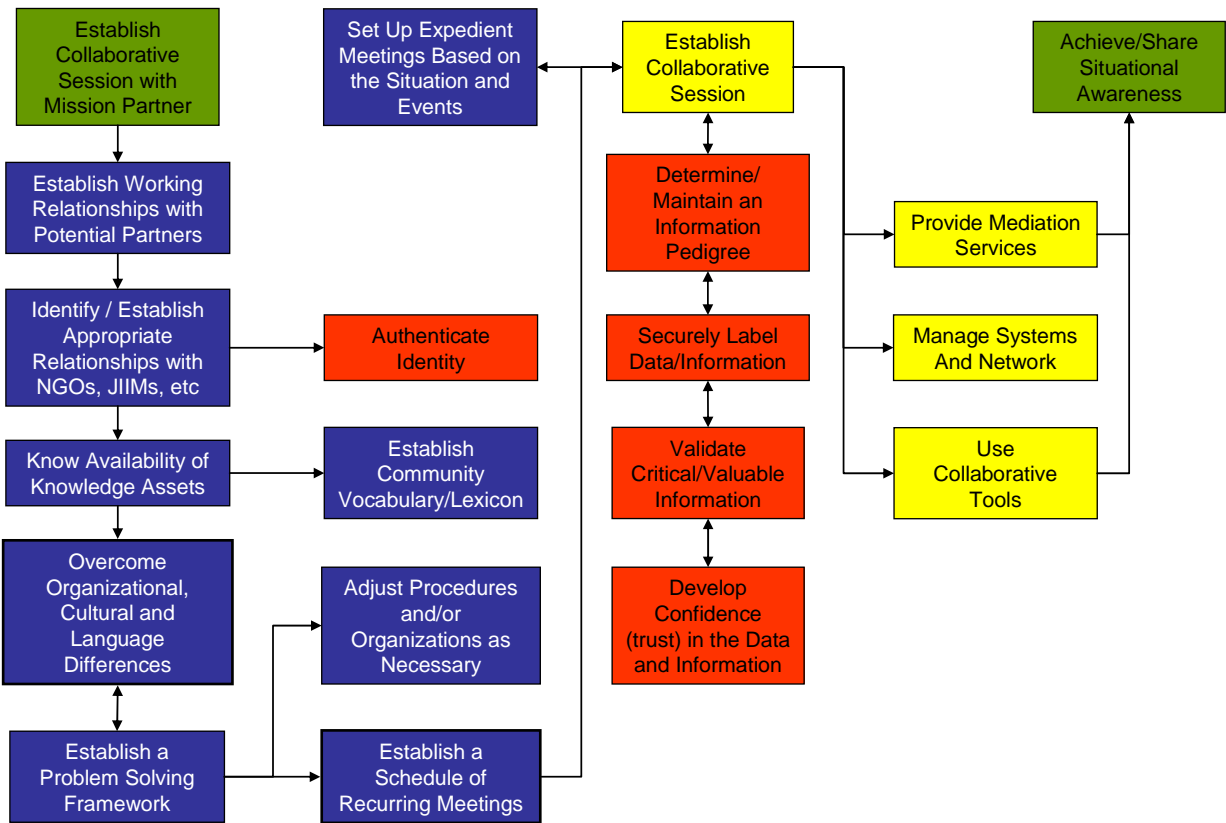 Establish
Collaborative
Session with
Mission Partner
Establish Working
Relationships with
Potential Partners
Identify / Establish
Appropriate
Relationships with
NGOs, JIIMs, etc
Know Availability of
Knowledge Assets
Overcome
Organizational,
Cultural and
Language
Differences
Establish a
Problem Solving
Framework
Set Up Expedient
Meetings Based on
the Situation and
Events
Authenticate
Identity
Establish
Community
Vocabulary/Lexicon
Adjust Procedures
and/or
Organizations as
Necessary
Establish a
Schedule of
Recurring Meetings
Establish
Collaborative
Session
Determine/
Maintain an
Information
Pedigree
Securely Label
Data/Information
Validate
Critical/Valuable
Information
Develop
Confidence
(trust) in the Data
and Information
Provide Mediation
Services
Manage Systems
And Network
Use
Collaborative
Tools
Achieve/Share
Situational
Awareness